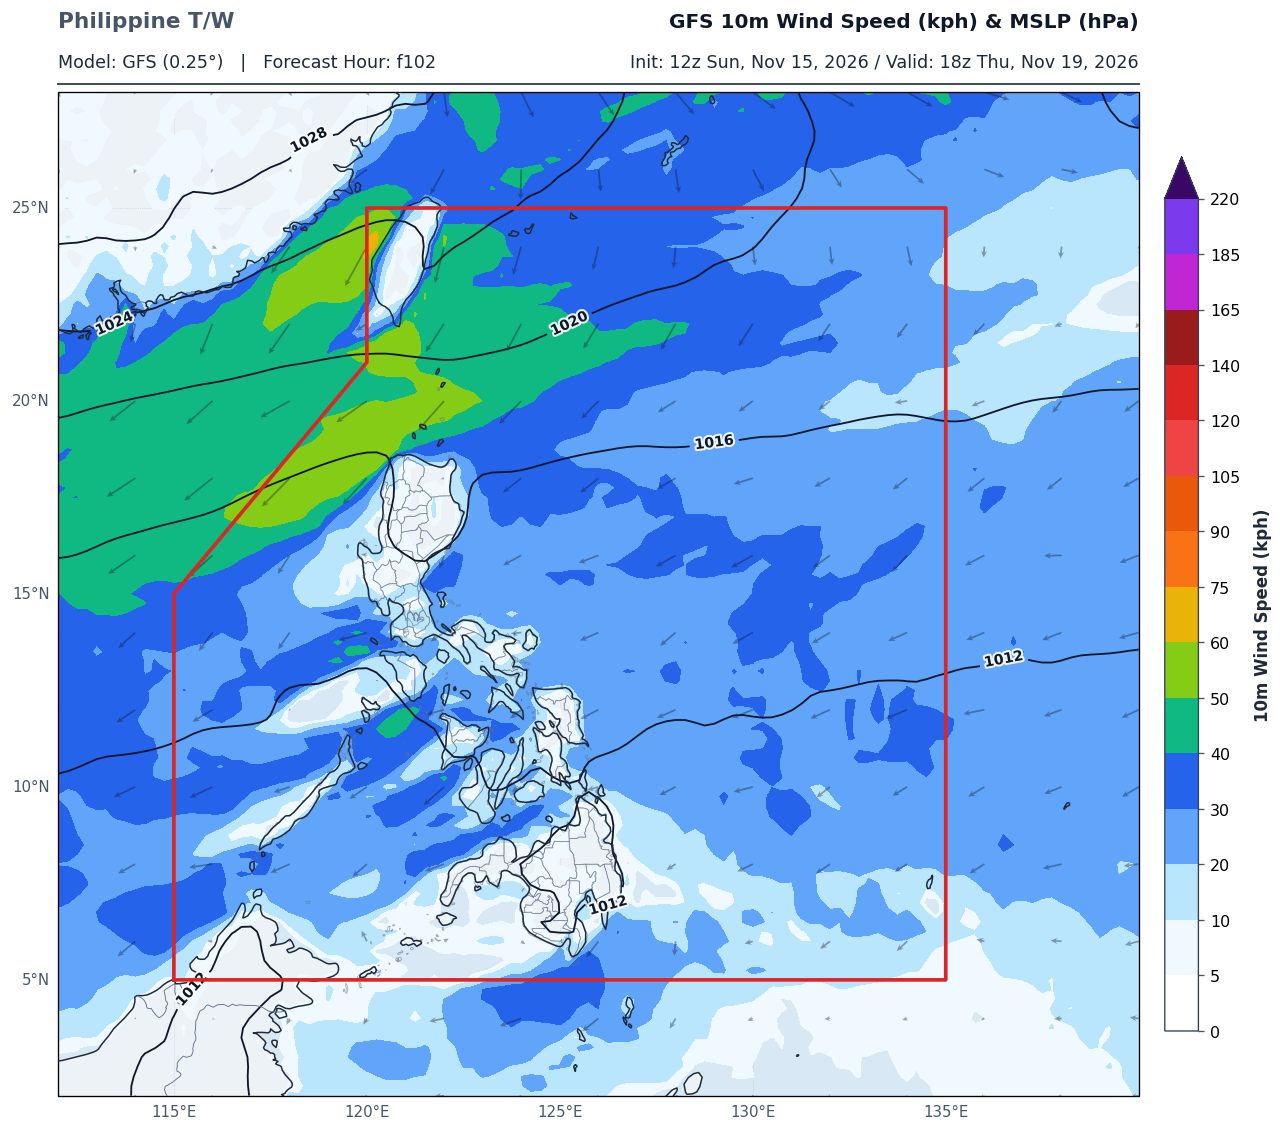 Philippine T/W
GFS 10m Wind Speed (kph) & MSLP (hPa)
Model: GFS (0.25°) | Forecast Hour: f102
Init: 12z Sun, Nov 15, 2026 / Valid: 18z Thu, Nov 19, 2026
1028
1024
1020
1016
1012
1012
1012
25°N
20°N
15°N
10°N
5°N
115°E
120°E
125°E
130°E
135°E
220
185
165
140
120
105
90
75
60
50
40
30
20
10
5
0
10m Wind Speed (kph)